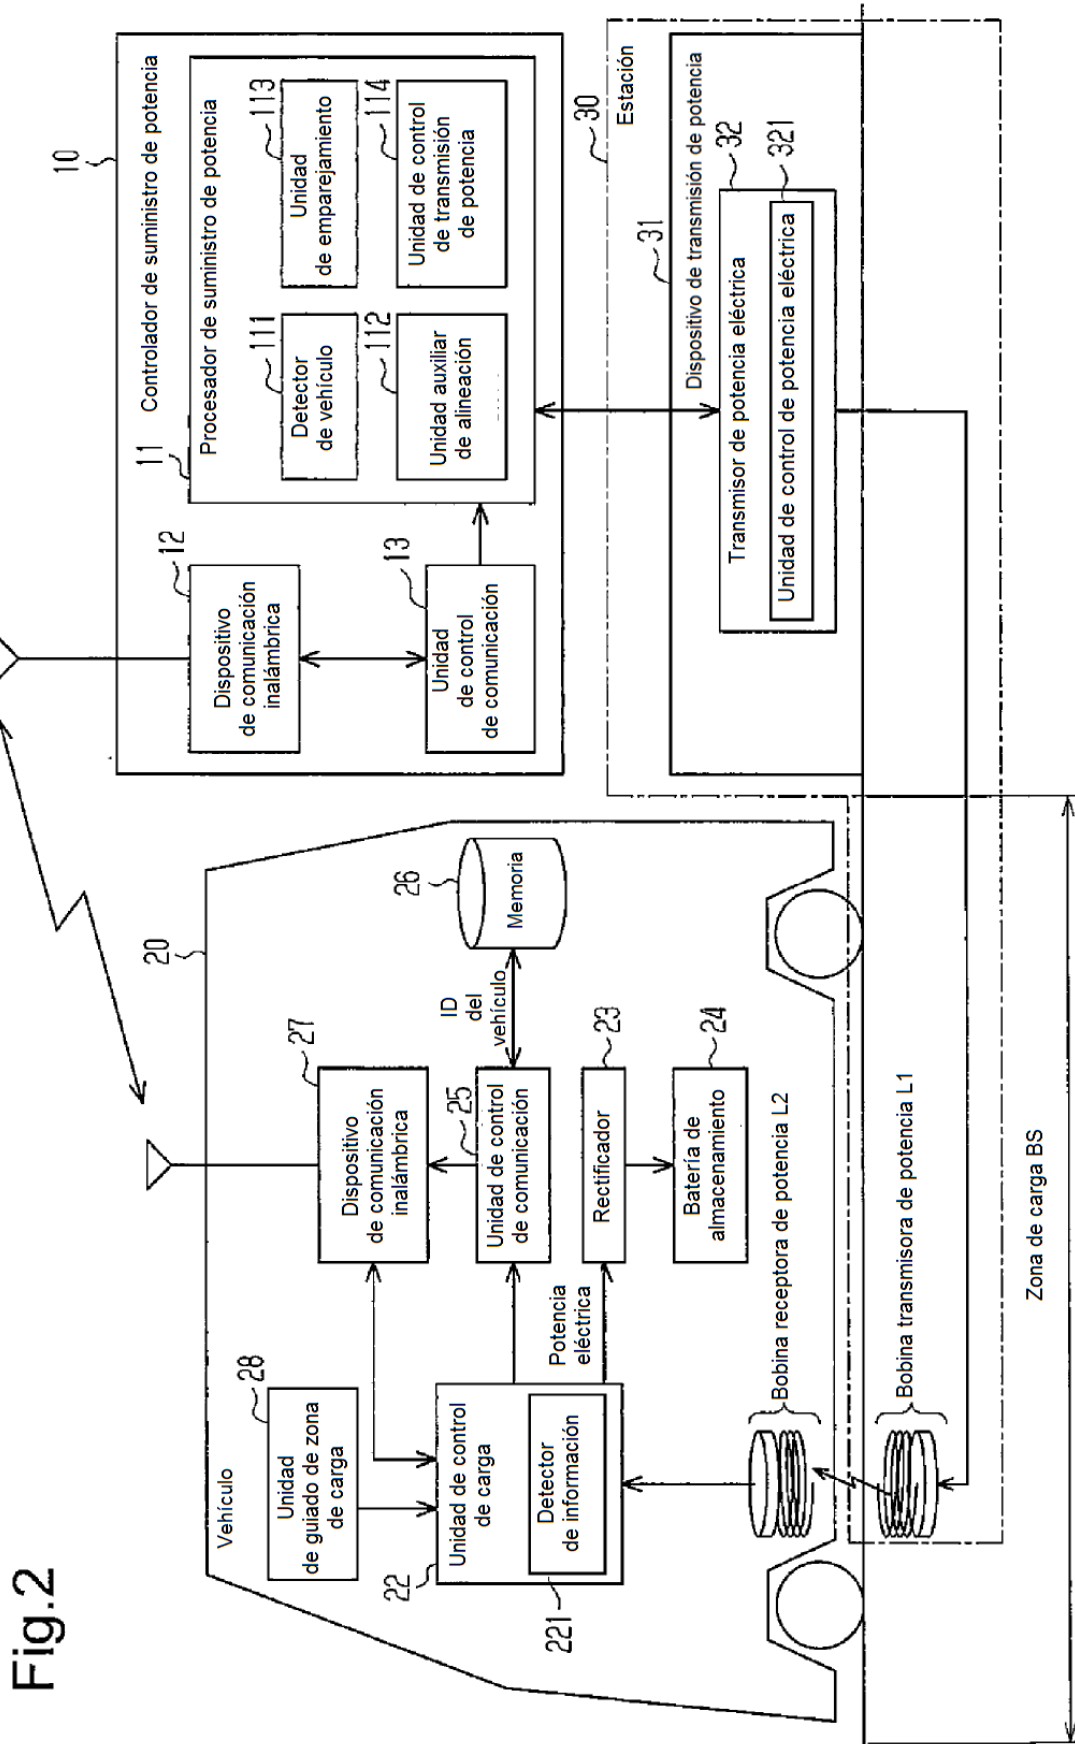 Fig.2
10
Controlador de suministro de potencia
11
Procesador de suministro de potencia
111
Detector
de vehículo
113
Unidad
de emparejamiento
112
Unidad auxiliar
de alineación
114
Unidad de control
de transmisión
de potencia
12
Dispositivo
de comunicación
inalámbrica
13
Unidad
de control
de comunicación
30
Estación
31
Dispositivo de transmisión de potencia
32
Transmisor de potencia eléctrica
321
Unidad de control de potencia eléctrica
20
Vehículo
28
Unidad
de guiado de zona
de carga
27
Dispositivo
de comunicación
inalámbrica
26
Memoria
ID
del
vehículo
25
Unidad de control
de comunicación
22
Unidad de control
de carga
221
Detector
de información
Potencia
eléctrica
23
Rectificador
24
Batería de
almacenamiento
Bobina receptora de potencia L2
Bobina transmisora de potencia L1
Zona de carga BS